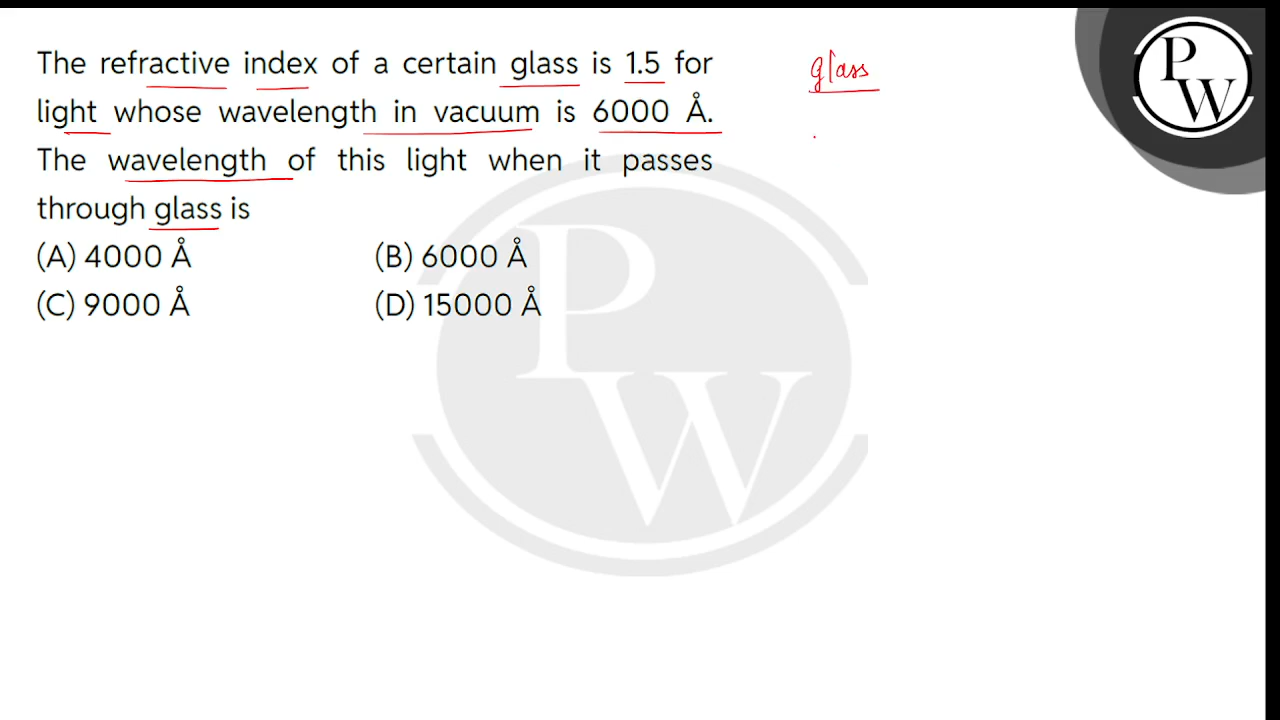 The refractive index of a certain glass is 1.5 for
light whose wavelength in vacuum is 6000 Å.
The wavelength of this light when it passes
through glass is
(A) 4000 Å (B) 6000 Å
(C) 9000 Å (D) 15000 Å
glass
P
W
P
W